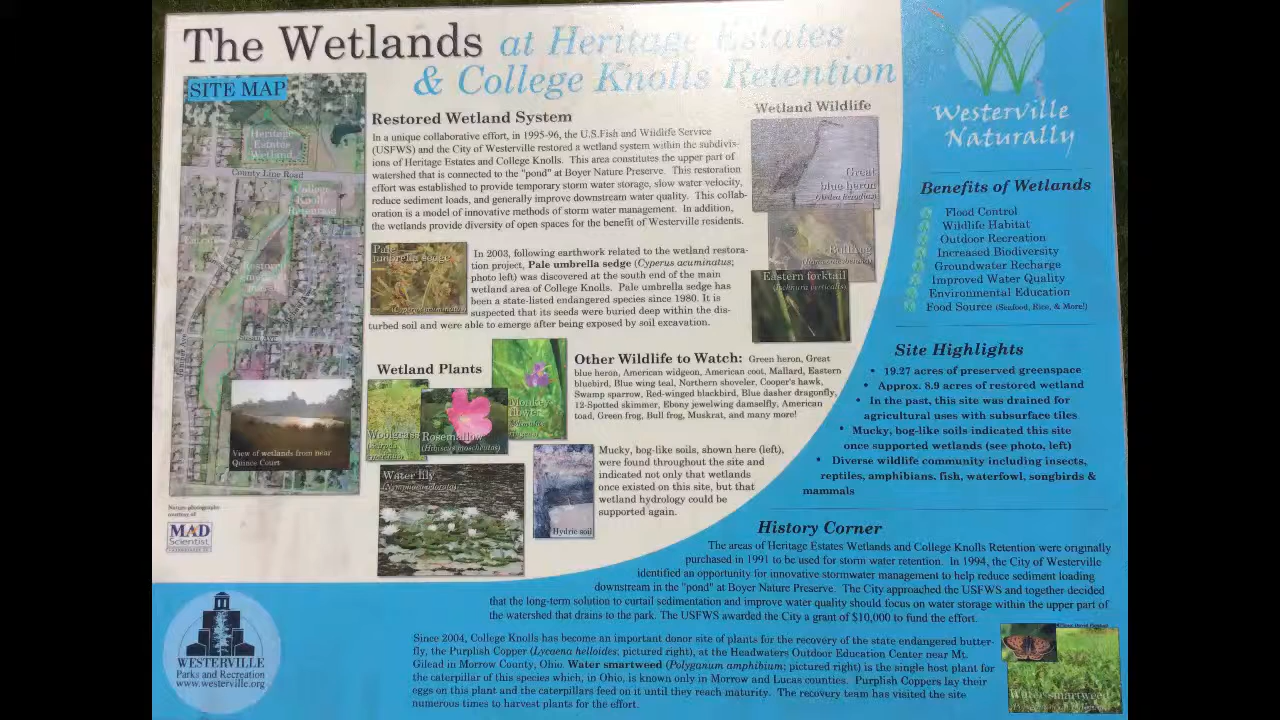 The Wetlands at Heritage Estates
& College Knolls Retention
SITE MAP
Heritage
Estates
Wetland
County Line Road
College
Knolls
Retention
View of wetlands from near
Quince Court
Nature photography
courtesy of
MAD
Scientist
Restored Wetland System
In a unique collaborative effort, in 1995-96, the U.S.Fish and Wildlife Service
(USFWS) and the City of Westerville restored a wetland system within the subdivis-
ions of Heritage Estates and College Knolls. This area constitutes the upper part of
watershed that is connected to the "pond" at Boyer Nature Preserve. This restoration
effort was established to provide temporary storm water storage, slow water velocity,
reduce sediment loads, and generally improve downstream water quality. This collab-
oration is a model of innovative methods of storm water management. In addition,
the wetlands provide diversity of open spaces for the benefit of Westerville residents.
Pale
umbrella sedge
(Cyperus acuminatus)
In 2003, following earthwork related to the wetland restora-
tion project, Pale umbrella sedge (Cyperus acuminatus;
photo left) was discovered at the south end of the main
wetland area of College Knolls. Pale umbrella sedge has
been a state-listed endangered species since 1980. It is
suspected that its seeds were buried deep within the dis-
turbed soil and were able to emerge after being exposed by soil excavation.
Wetland Wildlife
Great
blue heron
(Ardea herodias)
Bullfrog
Eastern forktail
(Ischnura verticalis)
Wetland Plants
Woolgrass
Rosemallow
(Hibiscus moscheutos)
Monkey
flower
Water lily
(Nymphaea odorata)
Hydric soil
Other Wildlife to Watch: Green heron, Great
blue heron, American widgeon, American coot, Mallard, Eastern
bluebird, Blue wing teal, Northern shoveler, Cooper's hawk,
Swamp sparrow, Red-winged blackbird, Blue dasher dragonfly,
12-Spotted skimmer, Ebony jewelwing damselfly, American
toad, Green frog, Bull frog, Muskrat, and many more!
Mucky, bog-like soils, shown here (left),
were found throughout the site and
indicated not only that wetlands
once existed on this site, but that
wetland hydrology could be
supported again.
Westerville
Naturally
Benefits of Wetlands
Flood Control
Wildlife Habitat
Outdoor Recreation
Increased Biodiversity
Groundwater Recharge
Improved Water Quality
Environmental Education
Food Source (Seafood, Rice, & More!)
Site Highlights
• 19.27 acres of preserved greenspace
• Approx. 8.9 acres of restored wetland
• In the past, this site was drained for
agricultural uses with subsurface tiles
• Mucky, bog-like soils indicated this site
once supported wetlands (see photo, left)
• Diverse wildlife community including insects,
reptiles, amphibians. fish, waterfowl, songbirds &
mammals
History Corner
The areas of Heritage Estates Wetlands and College Knolls Retention were originally
purchased in 1991 to be used for storm water retention. In 1994, the City of Westerville
identified an opportunity for innovative stormwater management to help reduce sediment loading
downstream in the "pond" at Boyer Nature Preserve. The City approached the USFWS and together decided
that the long-term solution to curtail sedimentation and improve water quality should focus on water storage within the upper part of
the watershed that drains to the park. The USFWS awarded the City a grant of $10,000 to fund the effort.
Since 2004, College Knolls has become an important donor site of plants for the recovery of the state endangered butter-
fly, the Purplish Copper (Lycaena helloides; pictured right), at the Headwaters Outdoor Education Center near Mt.
Gilead in Morrow County, Ohio. Water smartweed (Polyganum amphibium; pictured right) is the single host plant for
the caterpillar of this species which, in Ohio, is known only in Morrow and Lucas counties. Purplish Coppers lay their
eggs on this plant and the caterpillars feed on it until they reach maturity. The recovery team has visited the site
numerous times to harvest plants for the effort.
Water smartweed
WESTERVILLE
Parks and Recreation
www.westerville.org